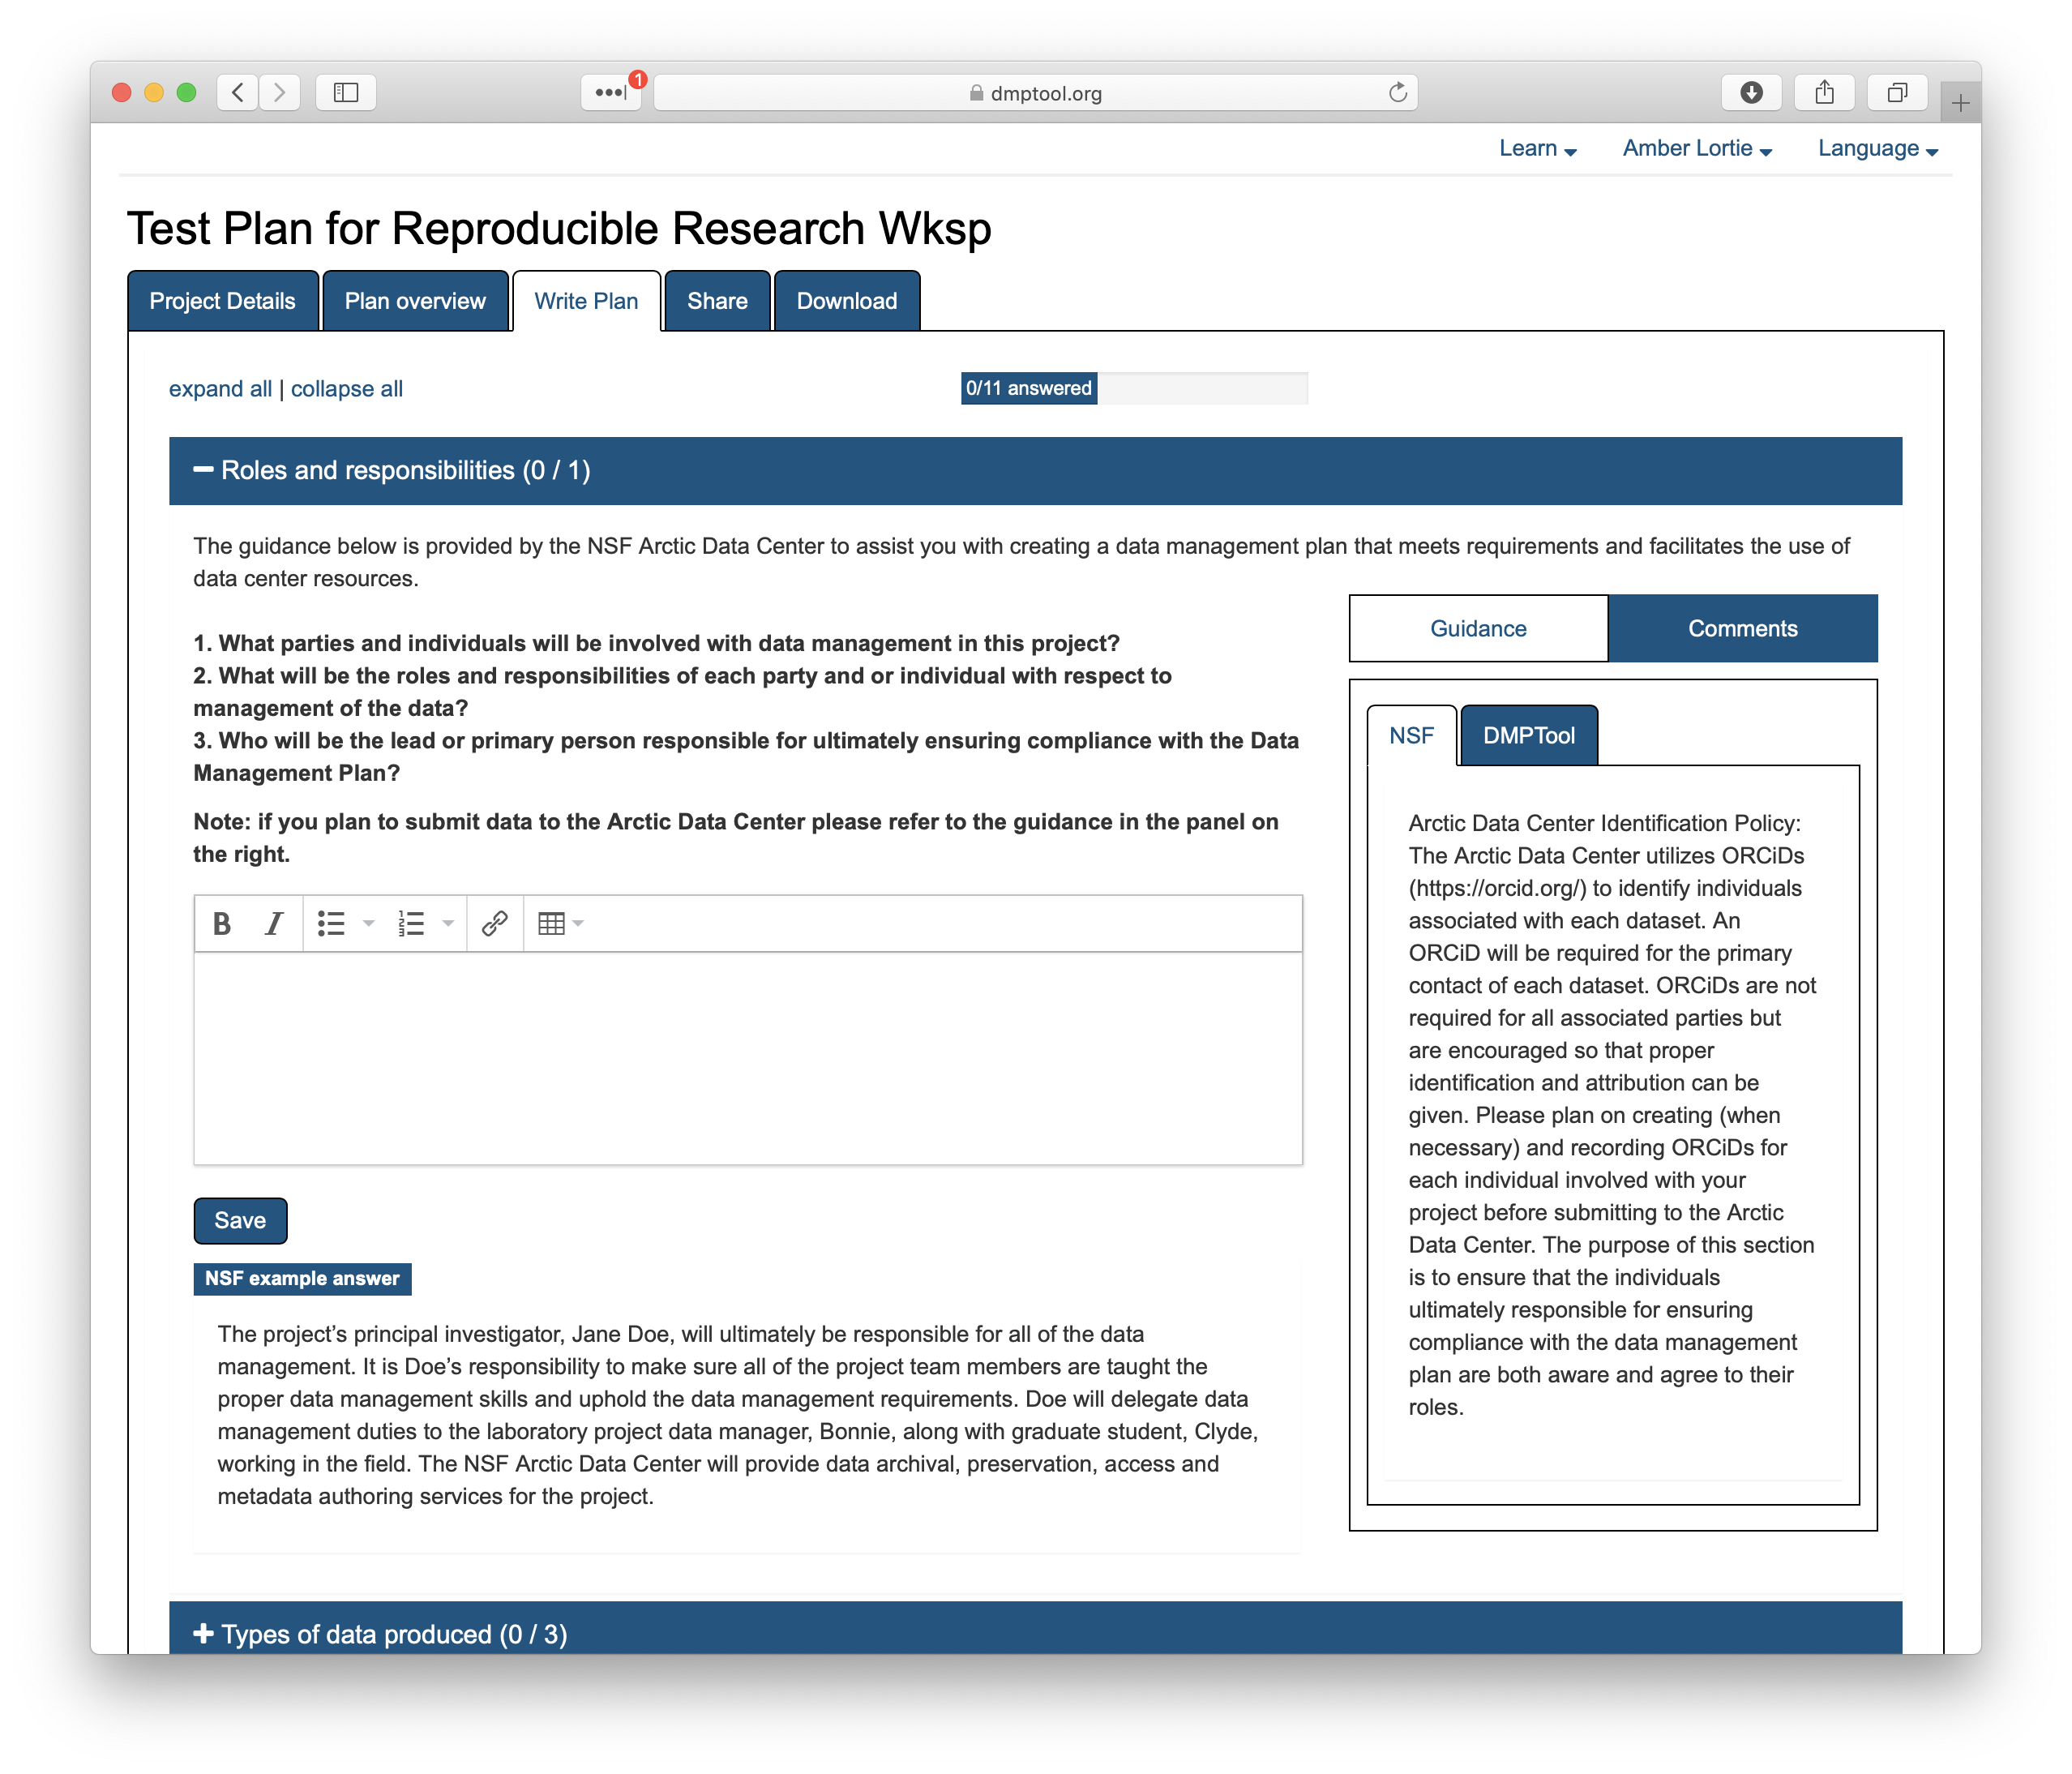 1
dmptool.org
Learn
Amber Lortie
Language
Test Plan for Reproducible Research Wksp
Project Details
Plan overview
Write Plan
Share
Download
expand all | collapse all
0/11 answered
Roles and responsibilities (0 / 1)
The guidance below is provided by the NSF Arctic Data Center to assist you with creating a data management plan that meets requirements and facilitates the use of
data center resources.
1. What parties and individuals will be involved with data management in this project?
2. What will be the roles and responsibilities of each party and or individual with respect to
management of the data?
3. Who will be the lead or primary person responsible for ultimately ensuring compliance with the Data
Management Plan?
Note: if you plan to submit data to the Arctic Data Center please refer to the guidance in the panel on
the right.
B I
Save
NSF example answer
The project’s principal investigator, Jane Doe, will ultimately be responsible for all of the data
management. It is Doe’s responsibility to make sure all of the project team members are taught the
proper data management skills and uphold the data management requirements. Doe will delegate data
management duties to the laboratory project data manager, Bonnie, along with graduate student, Clyde,
working in the field. The NSF Arctic Data Center will provide data archival, preservation, access and
metadata authoring services for the project.
Guidance
Comments
NSF
DMPTool
Arctic Data Center Identification Policy:
The Arctic Data Center utilizes ORCiDs
(https://orcid.org/) to identify individuals
associated with each dataset. An
ORCiD will be required for the primary
contact of each dataset. ORCiDs are not
required for all associated parties but
are encouraged so that proper
identification and attribution can be
given. Please plan on creating (when
necessary) and recording ORCiDs for
each individual involved with your
project before submitting to the Arctic
Data Center. The purpose of this section
is to ensure that the individuals
ultimately responsible for ensuring
compliance with the data management
plan are both aware and agree to their
roles.
Types of data produced (0 / 3)